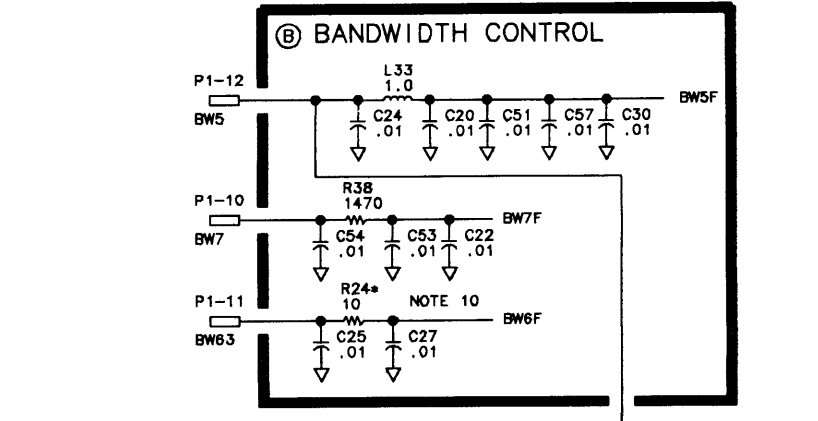 B BANDWIDTH CONTROL
P1-12
L33
1.0
BW5F
BW5
C24 C20 C51 C57 C30
.01 .01 .01 .01 .01
P1-10
R38
1470
BW7F
BW7
C54 C53 C22
.01 .01 .01
P1-11
R24*
10 NOTE 10
BW6F
BW63
C25 C27
.01 .01